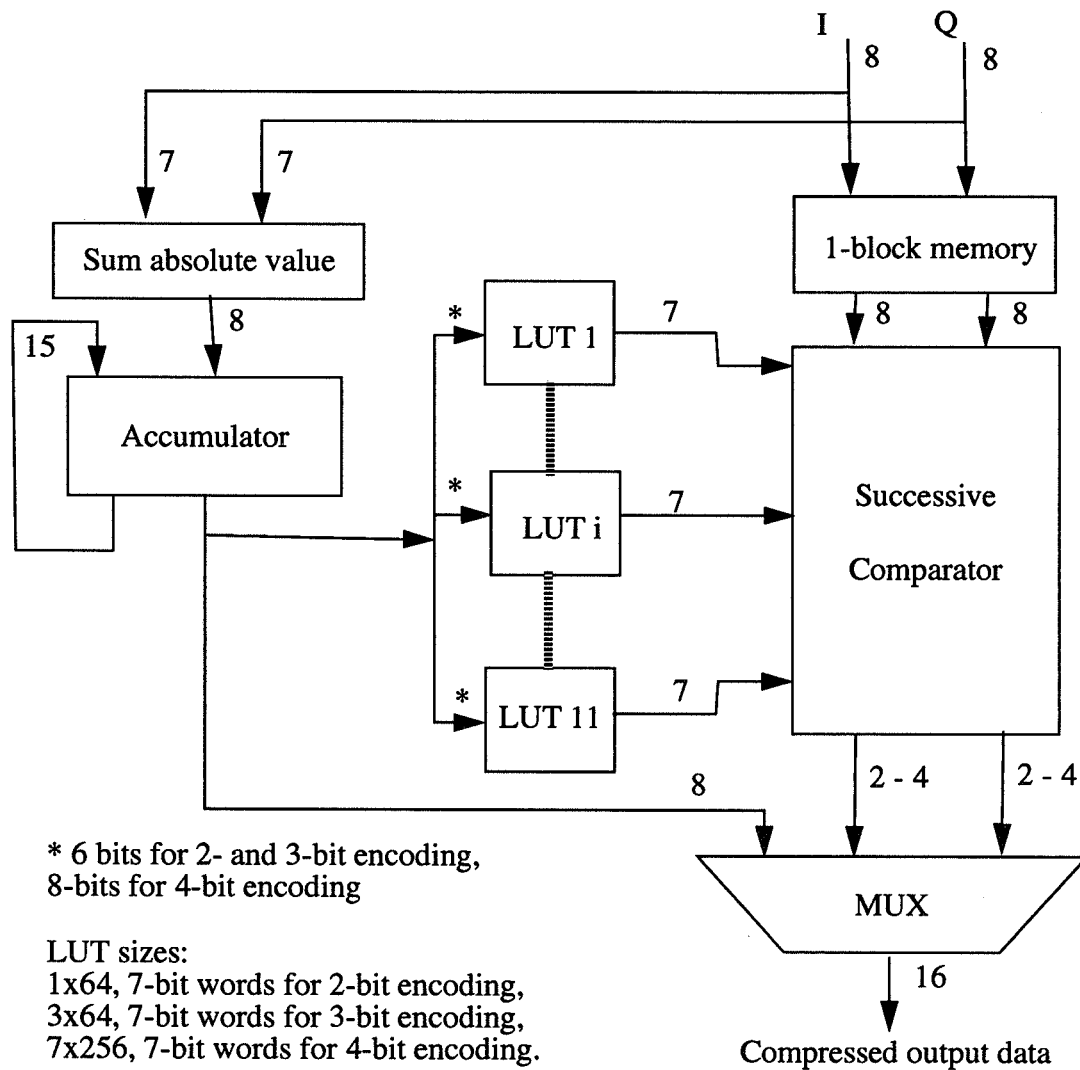 I
Q
8
8
7
7
Sum absolute value
1-block memory
8
8
8
15
Accumulator
*
LUT 1
7
*
LUT i
7
*
LUT 11
7
Successive
Comparator
8
2 - 4
2 - 4
* 6 bits for 2- and 3-bit encoding,
8-bits for 4-bit encoding
MUX
LUT sizes:
1x64, 7-bit words for 2-bit encoding,
3x64, 7-bit words for 3-bit encoding,
7x256, 7-bit words for 4-bit encoding.
16
Compressed output data